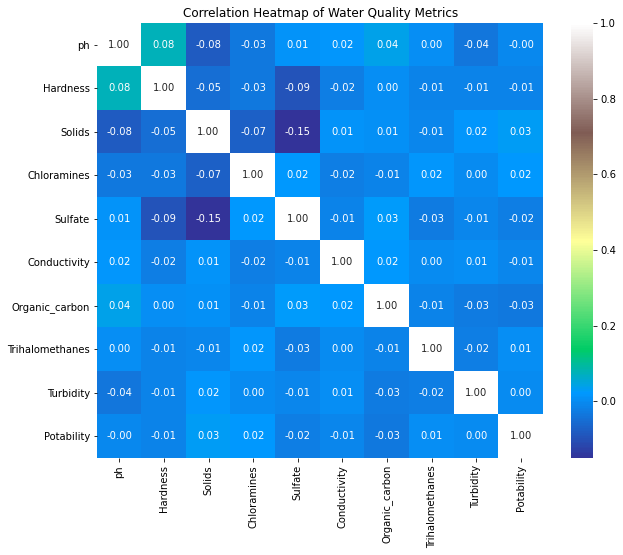 Correlation Heatmap of Water Quality Metrics
ph 1.00 0.08 -0.08 -0.03 0.01 0.02 0.04 0.00 -0.04 -0.00
Hardness 0.08 1.00 -0.05 -0.03 -0.09 -0.02 0.00 -0.01 -0.01 -0.01
Solids -0.08 -0.05 1.00 -0.07 -0.15 0.01 0.01 -0.01 0.02 0.03
Chloramines -0.03 -0.03 -0.07 1.00 0.02 -0.02 -0.01 0.02 0.00 0.02
Sulfate 0.01 -0.09 -0.15 0.02 1.00 -0.01 0.03 -0.03 -0.01 -0.02
Conductivity 0.02 -0.02 0.01 -0.02 -0.01 1.00 0.02 0.00 0.01 -0.01
Organic_carbon 0.04 0.00 0.01 -0.01 0.03 0.02 1.00 -0.01 -0.03 -0.03
Trihalomethanes 0.00 -0.01 -0.01 0.02 -0.03 0.00 -0.01 1.00 -0.02 0.01
Turbidity -0.04 -0.01 0.02 0.00 -0.01 0.01 -0.03 -0.02 1.00 0.00
Potability -0.00 -0.01 0.03 0.02 -0.02 -0.01 -0.03 0.01 0.00 1.00
ph
Hardness
Solids
Chloramines
Sulfate
Conductivity
Organic_carbon
Trihalomethanes
Turbidity
Potability
1.0
0.8
0.6
0.4
0.2
0.0